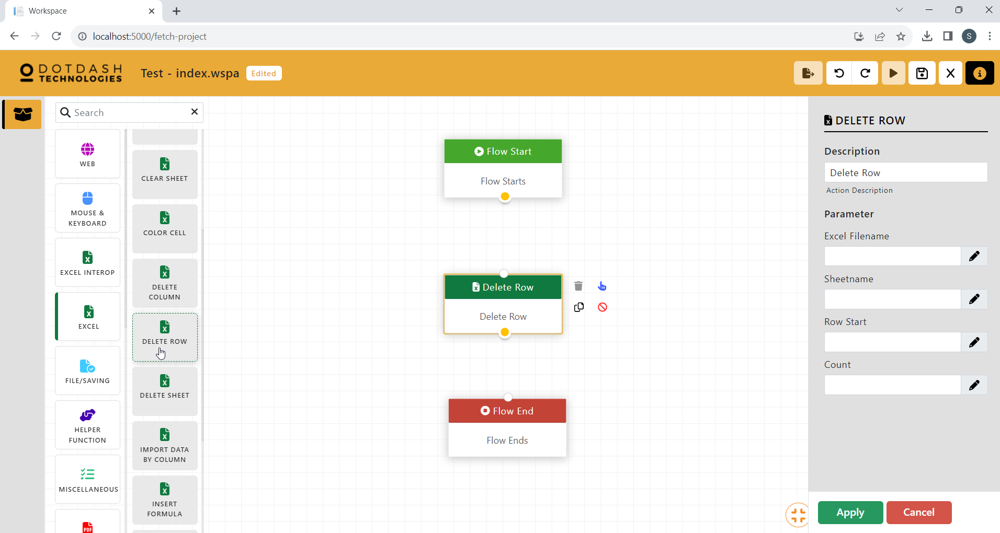 Workspace
localhost:5000/fetch-project
S
DOTDASH
TECHNOLOGIES
Test - index.wspa
Edited
Search
WEB
MOUSE &
KEYBOARD
EXCEL INTEROP
EXCEL
FILE/SAVING
HELPER
FUNCTION
MISCELLANEOUS
PDF
CLEAR SHEET
COLOR CELL
DELETE
COLUMN
DELETE ROW
DELETE SHEET
IMPORT DATA
BY COLUMN
INSERT
FORMULA
Flow Start
Flow Starts
Delete Row
Delete Row
Flow End
Flow Ends
DELETE ROW
Description
Delete Row
Action Description
Parameter
Excel Filename
Sheetname
Row Start
Count
Apply
Cancel